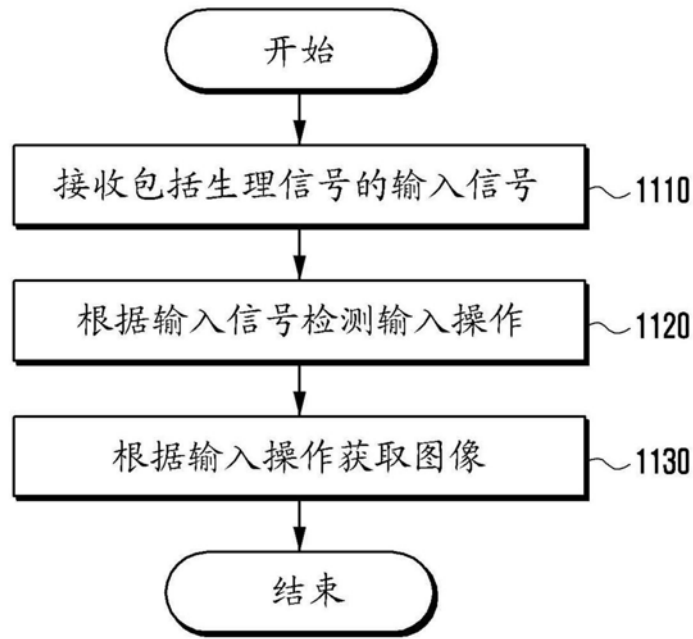 开始
接收包括生理信号的输入信号
1110
根据输入信号检测输入操作
1120
根据输入操作获取图像
1130
结束